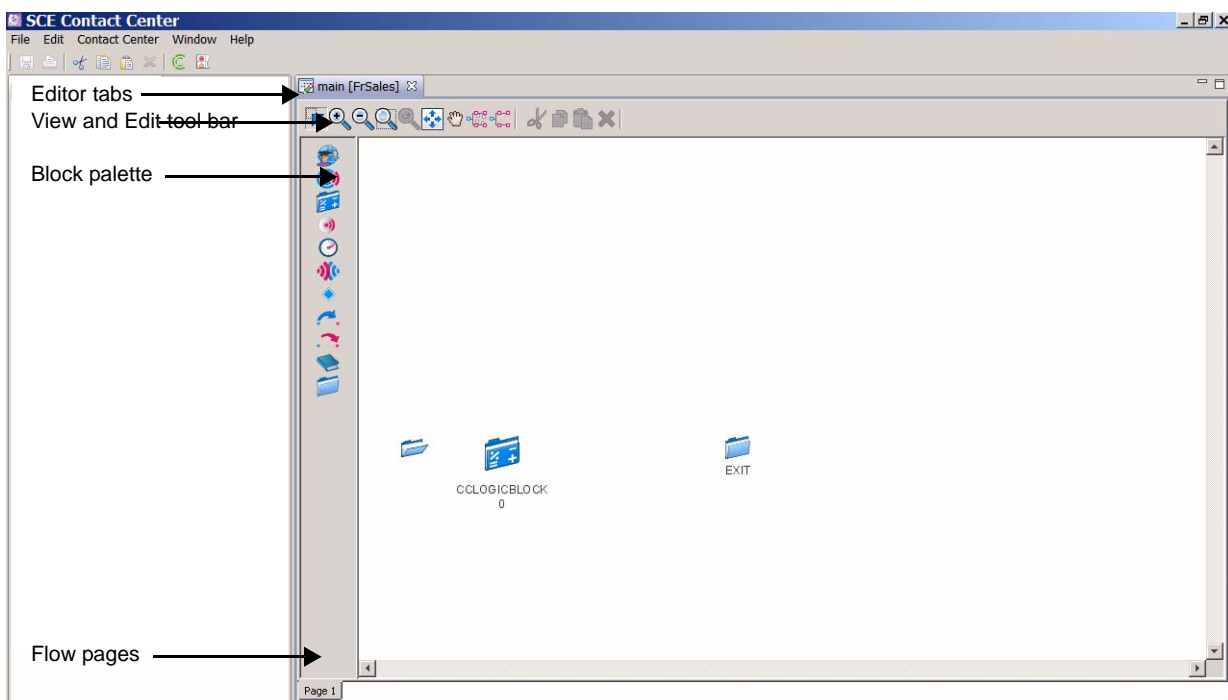 SCE Contact Center
File Edit Contact Center Window Help
main [FrSales]
Editor tabs
View and Edit tool bar
Block palette
CCLOGICBLOCK
0
EXIT
Flow pages
Page 1